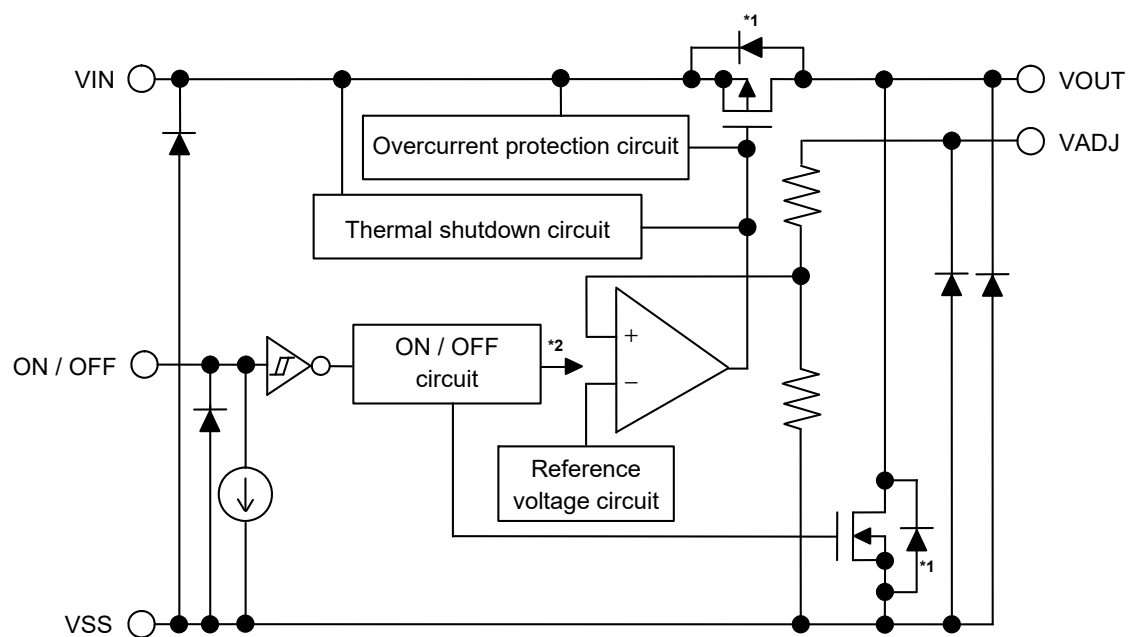 *1
VIN
VOUT
Overcurrent protection circuit
VADJ
Thermal shutdown circuit
ON / OFF
ON / OFF
circuit
*2
+
−
Reference
voltage circuit
*1
VSS